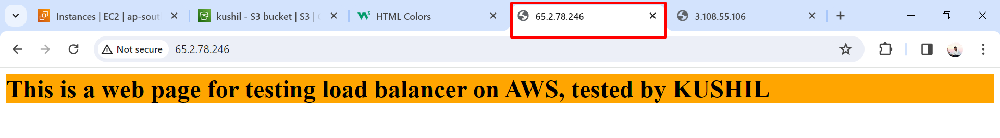 Instances | EC2 | ap-sout
kushil - S3 bucket | S3 |
HTML Colors
65.2.78.246
3.108.55.106
Not secure
65.2.78.246
This is a web page for testing load balancer on AWS, tested by KUSHIL